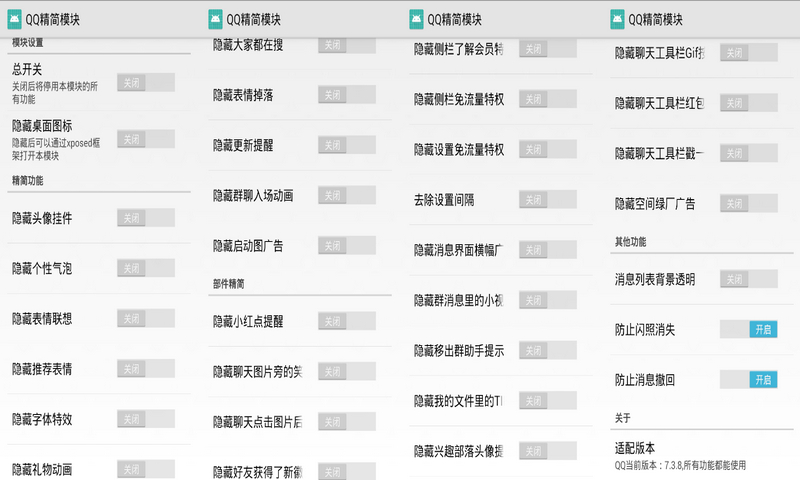 QQ精简模块
模块设置
总开关
关闭后将停用本模块的所
有功能
关闭
隐藏桌面图标
隐藏后可以通过xposed框
架打开本模块
关闭
精简功能
隐藏头像挂件
关闭
隐藏个性气泡
关闭
隐藏表情联想
关闭
隐藏推荐表情
关闭
隐藏字体特效
关闭
隐藏礼物动画
关闭
QQ精简模块
隐藏大家都在搜
关闭
隐藏表情掉落
关闭
隐藏更新提醒
关闭
隐藏群聊入场动画
关闭
隐藏启动图广告
关闭
部件精简
隐藏小红点提醒
关闭
隐藏聊天图片旁的笑
关闭
隐藏聊天点击图片后
关闭
隐藏好友获得了新徽
关闭
QQ精简模块
隐藏侧栏了解会员特
关闭
隐藏侧栏免流量特权
关闭
隐藏设置免流量特权
关闭
去除设置间隔
关闭
隐藏消息界面横幅广
关闭
隐藏群消息里的小视
关闭
隐藏移出群助手提示
关闭
隐藏我的文件里的TI
关闭
隐藏兴趣部落头像提
关闭
QQ精简模块
隐藏聊天工具栏Gif
关闭
隐藏聊天工具栏红包
关闭
隐藏聊天工具栏戳一
关闭
隐藏空间绿厂广告
关闭
其他功能
消息列表背景透明
关闭
防止闪照消失
开启
防止消息撤回
开启
关于
适配版本
QQ当前版本：7.3.8,所有功能都能使用